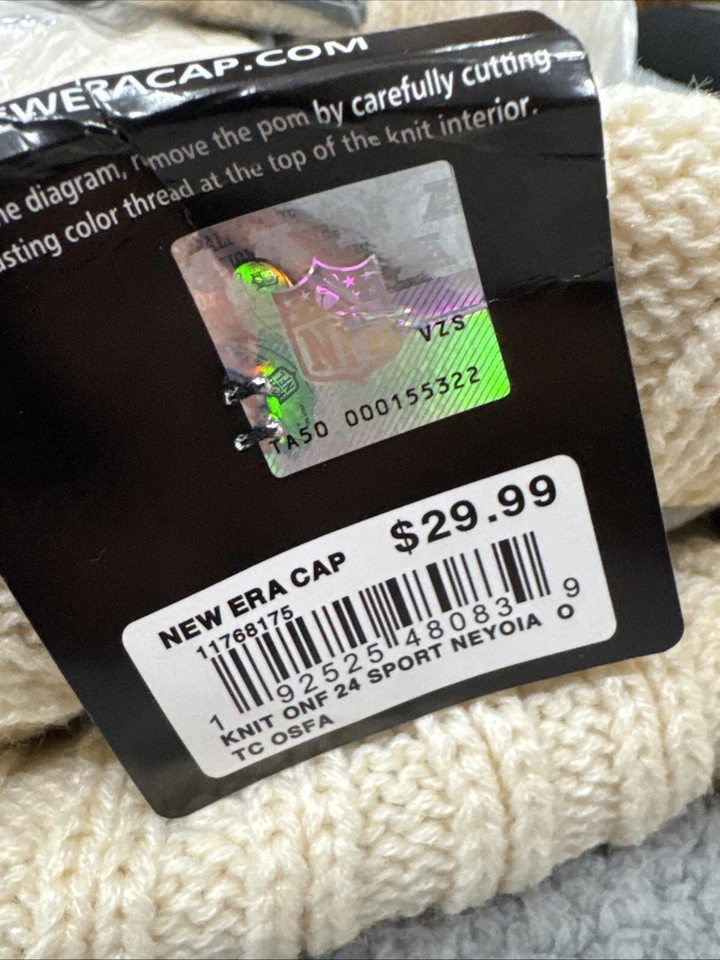 EWERACAP.COM
he diagram, remove the pom by carefully cutting
asting color thread at the top of the knit interior.
NFL
VZS
TA50 000155322
$29.99
NEW ERA CAP
11768175
1 92525 48083 9
KNIT ONF 24 SPORT NEYOIA O
TC OSFA